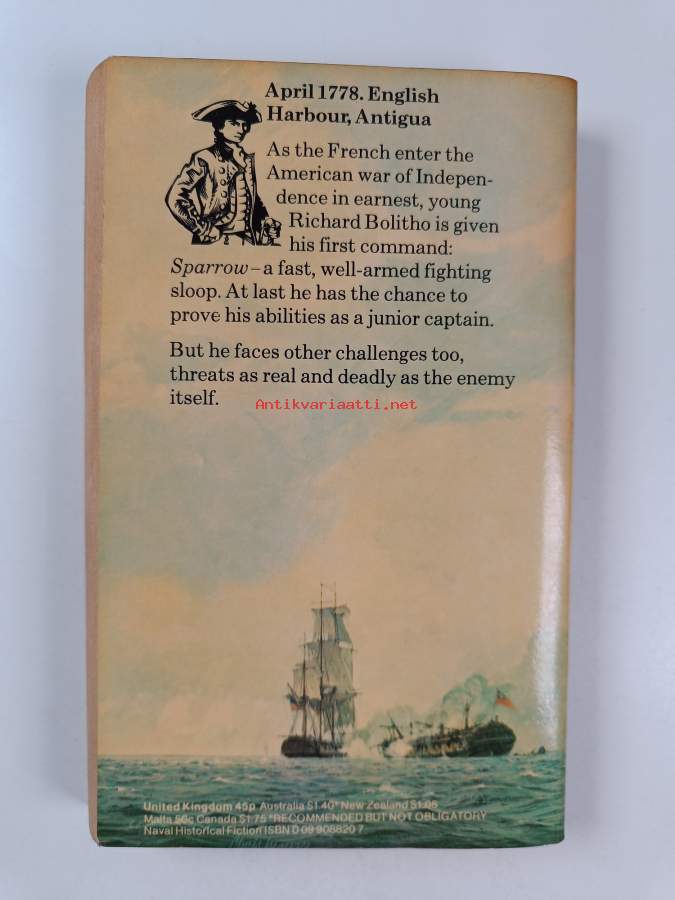 April 1778. English
Harbour, Antigua
As the French enter the
American war of Indepen-
dence in earnest, young
Richard Bolitho is given
his first command:
Sparrow – a fast, well-armed fighting
sloop. At last he has the chance to
prove his abilities as a junior captain.
But he faces other challenges too,
threats as real and deadly as the enemy
itself.
Antikvariaatti.net
United Kingdom 45p Australia $1.40* New Zealand $1.05
Malta 50c Canada $1.75 *RECOMMENDED BUT NOT OBLIGATORY
Naval Historical Fiction ISBN 0 09 908820 7